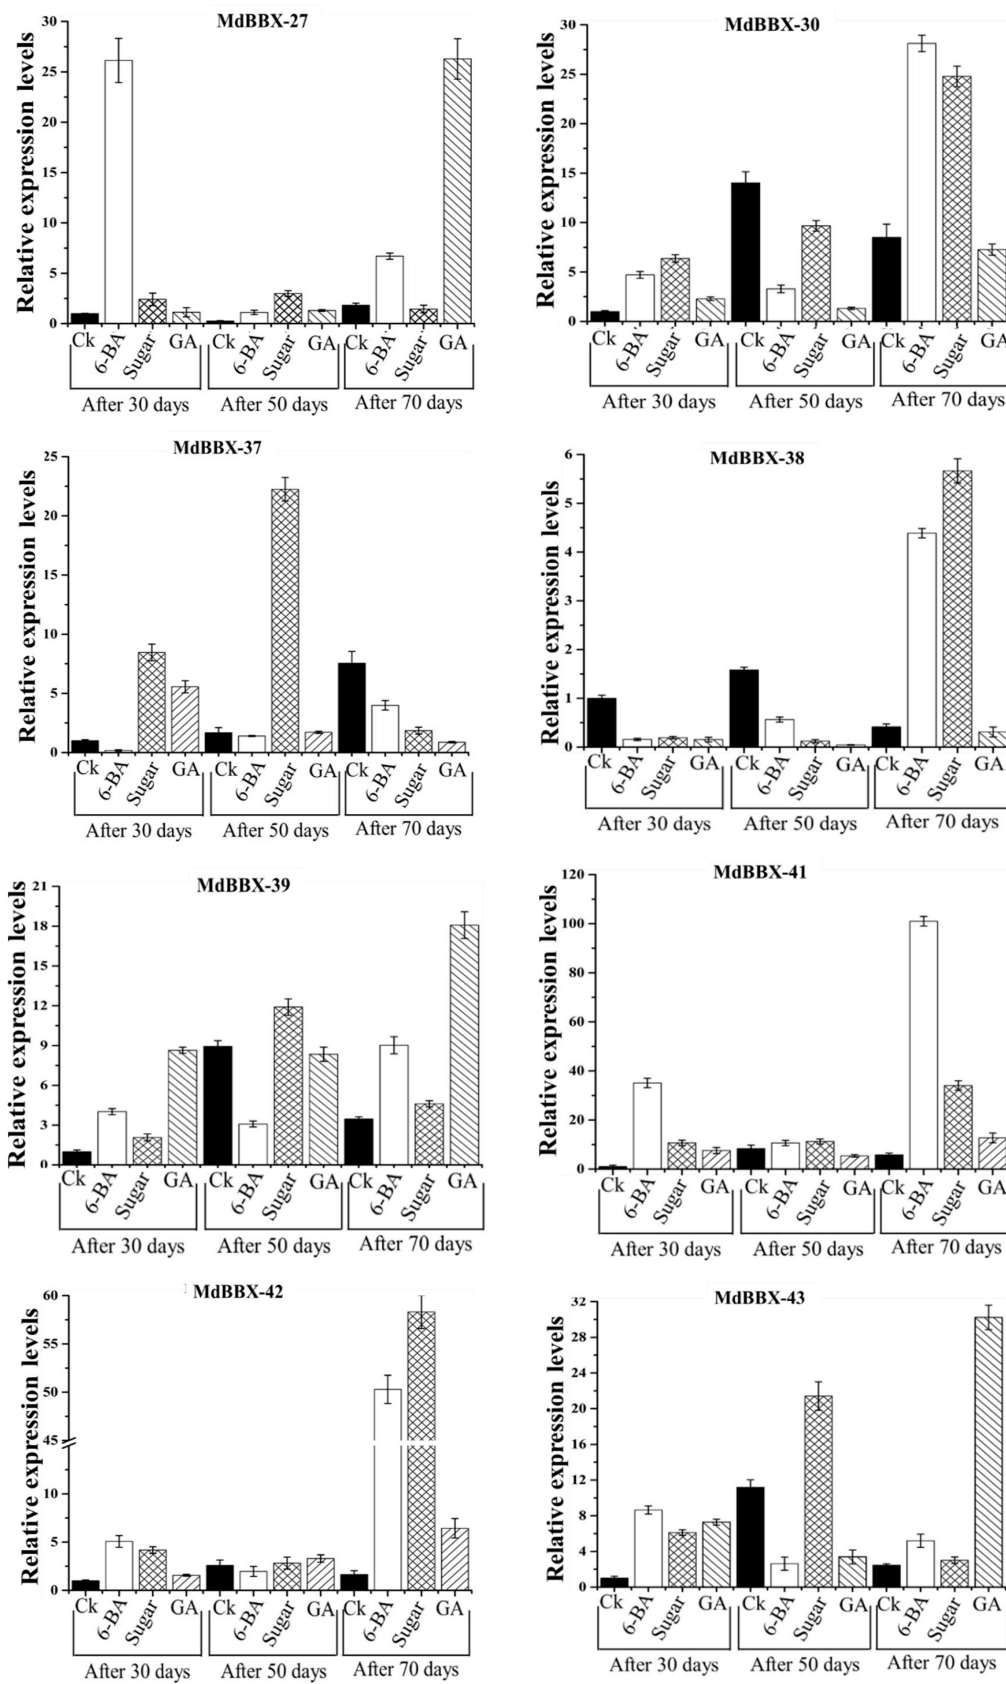 MdBBX-27
Relative expression levels
30
25
20
15
10
5
0
Ck 6-BA Sugar GA Ck 6-BA Sugar GA Ck 6-BA Sugar GA
After 30 days After 50 days After 70 days
MdBBX-30
Relative expression levels
30
25
20
15
10
5
0
Ck 6-BA Sugar GA Ck 6-BA Sugar GA Ck 6-BA Sugar GA
After 30 days After 50 days After 70 days
MdBBX-37
Relative expression levels
25
20
15
10
5
0
Ck 6-BA Sugar GA Ck 6-BA Sugar GA Ck 6-BA Sugar GA
After 30 days After 50 days After 70 days
MdBBX-38
Relative expression levels
6
5
4
3
2
1
0
Ck 6-BA Sugar GA Ck 6-BA Sugar GA Ck 6-BA Sugar GA
After 30 days After 50 days After 70 days
MdBBX-39
Relative expression levels
21
18
15
12
9
6
3
0
Ck 6-BA Sugar GA Ck 6-BA Sugar GA Ck 6-BA Sugar GA
After 30 days After 50 days After 70 days
MdBBX-41
Relative expression levels
120
100
80
60
40
20
0
Ck 6-BA Sugar GA Ck 6-BA Sugar GA Ck 6-BA Sugar GA
After 30 days After 50 days After 70 days
MdBBX-42
Relative expression levels
60
55
50
45
10
5
0
Ck 6-BA Sugar GA Ck 6-BA Sugar GA Ck 6-BA Sugar GA
After 30 days After 50 days After 70 days
MdBBX-43
Relative expression levels
32
28
24
20
16
12
8
4
0
Ck 6-BA Sugar GA Ck 6-BA Sugar GA Ck 6-BA Sugar GA
After 30 days After 50 days After 70 days